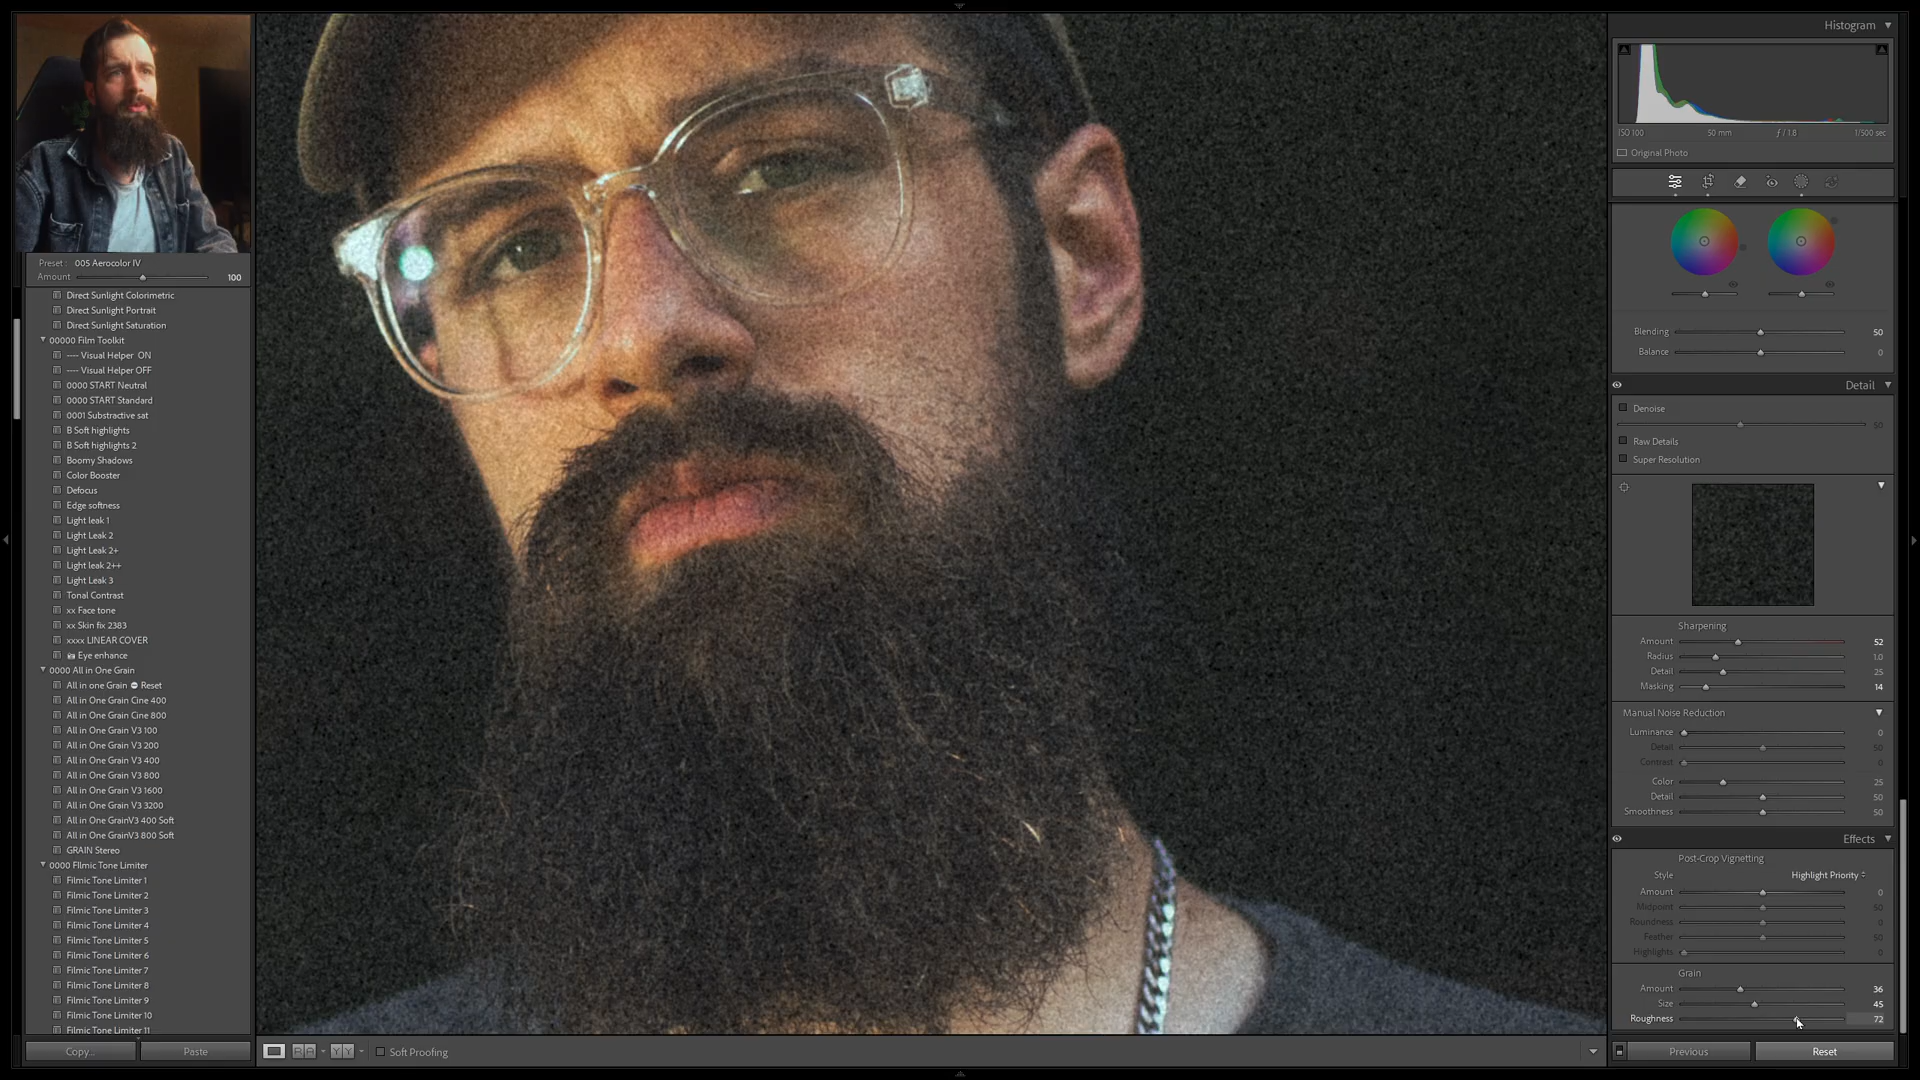 Preset : 005 Aerocolor IV
Amount 100
Direct Sunlight Colorimetric
Direct Sunlight Portrait
Direct Sunlight Saturation
00000 Film Toolkit
---- Visual Helper ON
---- Visual Helper OFF
0000 START Neutral
0000 START Standard
0001 Substractive sat
B Soft highlights
B Soft highlights 2
Boomy Shadows
Color Booster
Defocus
Edge softness
Light leak 1
Light Leak 2
Light Leak 2+
Light leak 2++
Light Leak 3
Tonal Contrast
xx Face tone
xx Skin fix 2383
xxxx LINEAR COVER
Eye enhance
0000 All in One Grain
All in one Grain Reset
All in One Grain Cine 400
All in One Grain Cine 800
All in One Grain V3 100
All in One Grain V3 200
All in One Grain V3 400
All in One Grain V3 800
All in One Grain V3 1600
All in One Grain V3 3200
All in One GrainV3 400 Soft
All in One GrainV3 800 Soft
GRAIN Stereo
0000 FIlmic Tone Limiter
Filmic Tone Limiter 1
Filmic Tone Limiter 2
Filmic Tone Limiter 3
Filmic Tone Limiter 4
Filmic Tone Limiter 5
Filmic Tone Limiter 6
Filmic Tone Limiter 7
Filmic Tone Limiter 8
Filmic Tone Limiter 9
Filmic Tone Limiter 10
Filmic Tone Limiter 11
Copy... Paste
Soft Proofing
Histogram
ISO 100 50 mm ƒ / 1.8 1/500 sec
Original Photo
Blending 50
Balance 0
Detail
Denoise
50
Raw Details
Super Resolution
Sharpening
Amount 52
Radius 1.0
Detail 25
Masking 14
Manual Noise Reduction
Luminance 0
Detail 50
Contrast 0
Color 25
Detail 50
Smoothness 50
Effects
Post-Crop Vignetting
Style Highlight Priority
Amount 0
Midpoint 50
Roundness 0
Feather 50
Highlights 0
Grain
Amount 36
Size 45
Roughness 72
Previous Reset